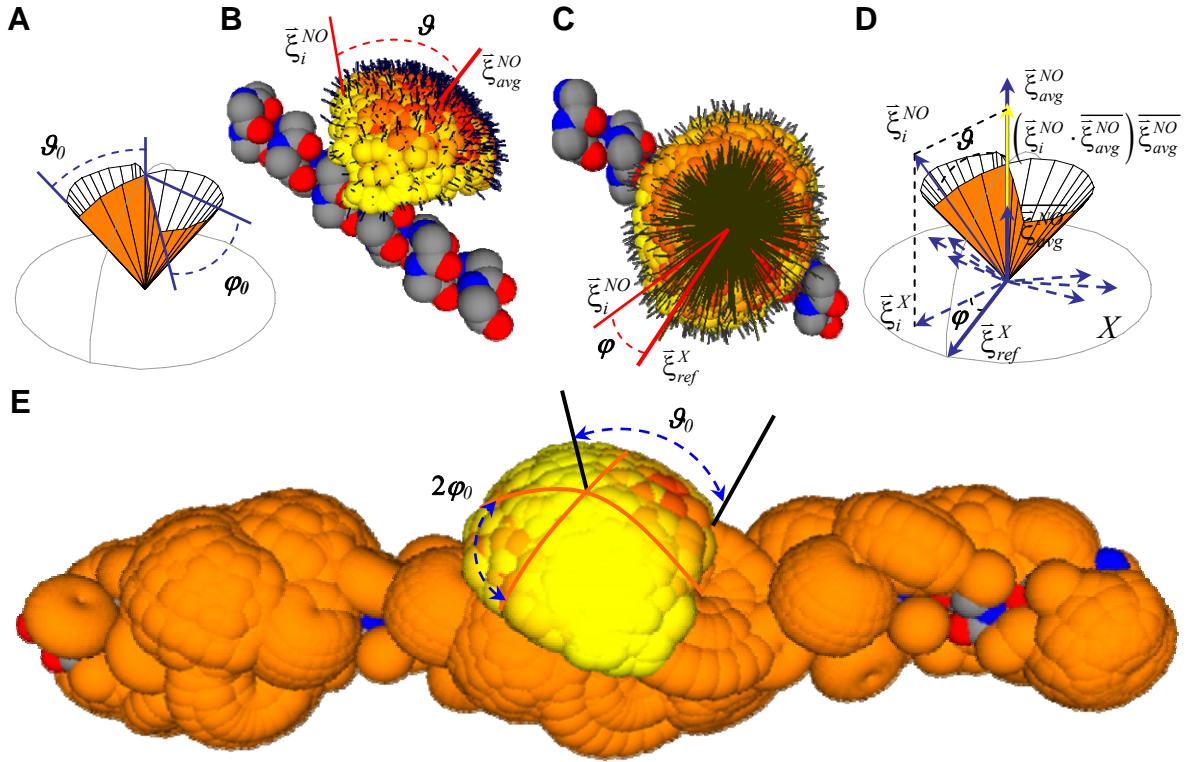 A
B
C
D
ϑ₀
φ₀
ξ⃗ᵢᴺᴼ
ϑ
ξ⃗ₐᵥgᴺᴼ
ξ⃗ᵢᴺᴼ
φ
ξ⃗ᵣₑfˣ
ξ⃗ₐᵥgᴺᴼ
ξ⃗ᵢᴺᴼ
ϑ
(ξ⃗ᵢᴺᴼ · ξ⃗ₐᵥgᴺᴼ) ξ⃗ₐᵥgᴺᴼ
ξ⃗ₐᵥgᴺᴼ
ξ⃗ᵢˣ
φ
ξ⃗ᵣₑfˣ
X
E
ϑ₀
2φ₀